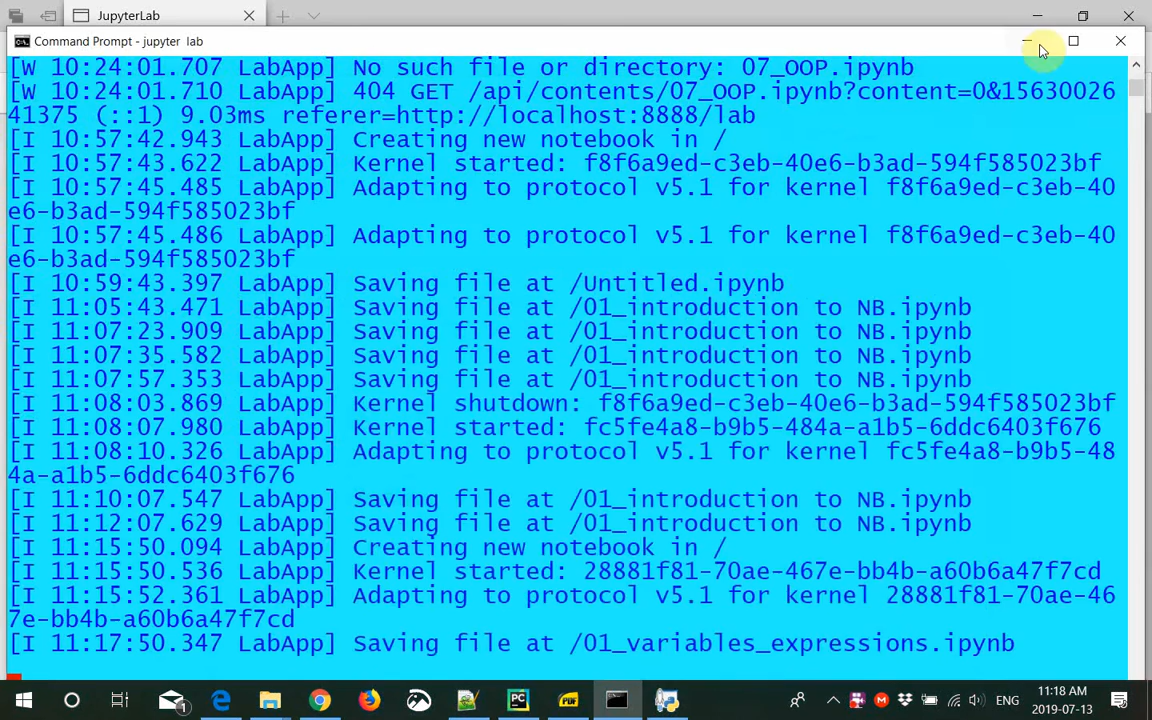 JupyterLab
Command Prompt - jupyter lab
[W 10:24:01.707 LabApp] No such file or directory: 07_OOP.ipynb
[W 10:24:01.710 LabApp] 404 GET /api/contents/07_OOP.ipynb?content=0&15630026
41375 (::1) 9.03ms referer=http://localhost:8888/lab
[I 10:57:42.943 LabApp] Creating new notebook in /
[I 10:57:43.622 LabApp] Kernel started: f8f6a9ed-c3eb-40e6-b3ad-594f585023bf
[I 10:57:45.485 LabApp] Adapting to protocol v5.1 for kernel f8f6a9ed-c3eb-40
e6-b3ad-594f585023bf
[I 10:57:45.486 LabApp] Adapting to protocol v5.1 for kernel f8f6a9ed-c3eb-40
e6-b3ad-594f585023bf
[I 10:59:43.397 LabApp] Saving file at /Untitled.ipynb
[I 11:05:43.471 LabApp] Saving file at /01_introduction to NB.ipynb
[I 11:07:23.909 LabApp] Saving file at /01_introduction to NB.ipynb
[I 11:07:35.582 LabApp] Saving file at /01_introduction to NB.ipynb
[I 11:07:57.353 LabApp] Saving file at /01_introduction to NB.ipynb
[I 11:08:03.869 LabApp] Kernel shutdown: f8f6a9ed-c3eb-40e6-b3ad-594f585023bf
[I 11:08:07.980 LabApp] Kernel started: fc5fe4a8-b9b5-484a-a1b5-6ddc6403f676
[I 11:08:10.326 LabApp] Adapting to protocol v5.1 for kernel fc5fe4a8-b9b5-48
4a-a1b5-6ddc6403f676
[I 11:10:07.547 LabApp] Saving file at /01_introduction to NB.ipynb
[I 11:12:07.629 LabApp] Saving file at /01_introduction to NB.ipynb
[I 11:15:50.094 LabApp] Creating new notebook in /
[I 11:15:50.536 LabApp] Kernel started: 28881f81-70ae-467e-bb4b-a60b6a47f7cd
[I 11:15:52.361 LabApp] Adapting to protocol v5.1 for kernel 28881f81-70ae-46
7e-bb4b-a60b6a47f7cd
[I 11:17:50.347 LabApp] Saving file at /01_variables_expressions.ipynb
1
PC
PDF
M
ENG
11:18 AM
2019-07-13
1